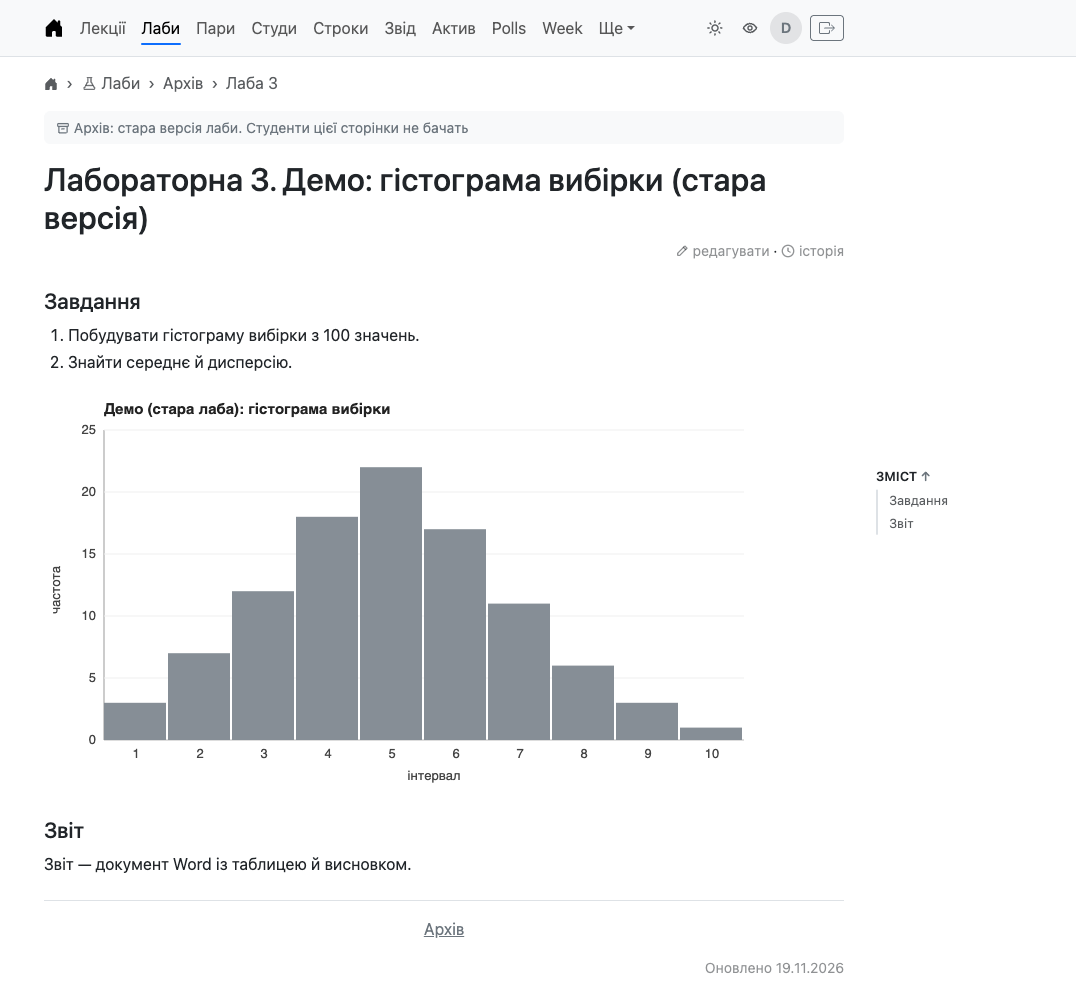 Лекції Лаби Пари Студи Строки Звід Актив Polls Week Ще D
› Лаби › Архів › Лаба 3
Архів: стара версія лаби. Студенти цієї сторінки не бачать
Лабораторна 3. Демо: гістограма вибірки (стара
версія)
редагувати · історія
Завдання
1. Побудувати гістограму вибірки з 100 значень.
2. Знайти середнє й дисперсію.
Демо (стара лаба): гістограма вибірки
25
20
15
10
5
0
частота
1 2 3 4 5 6 7 8 9 10
інтервал
ЗМІСТ ↑
Завдання
Звіт
Звіт
Звіт — документ Word із таблицею й висновком.
Архів
Оновлено 19.11.2026